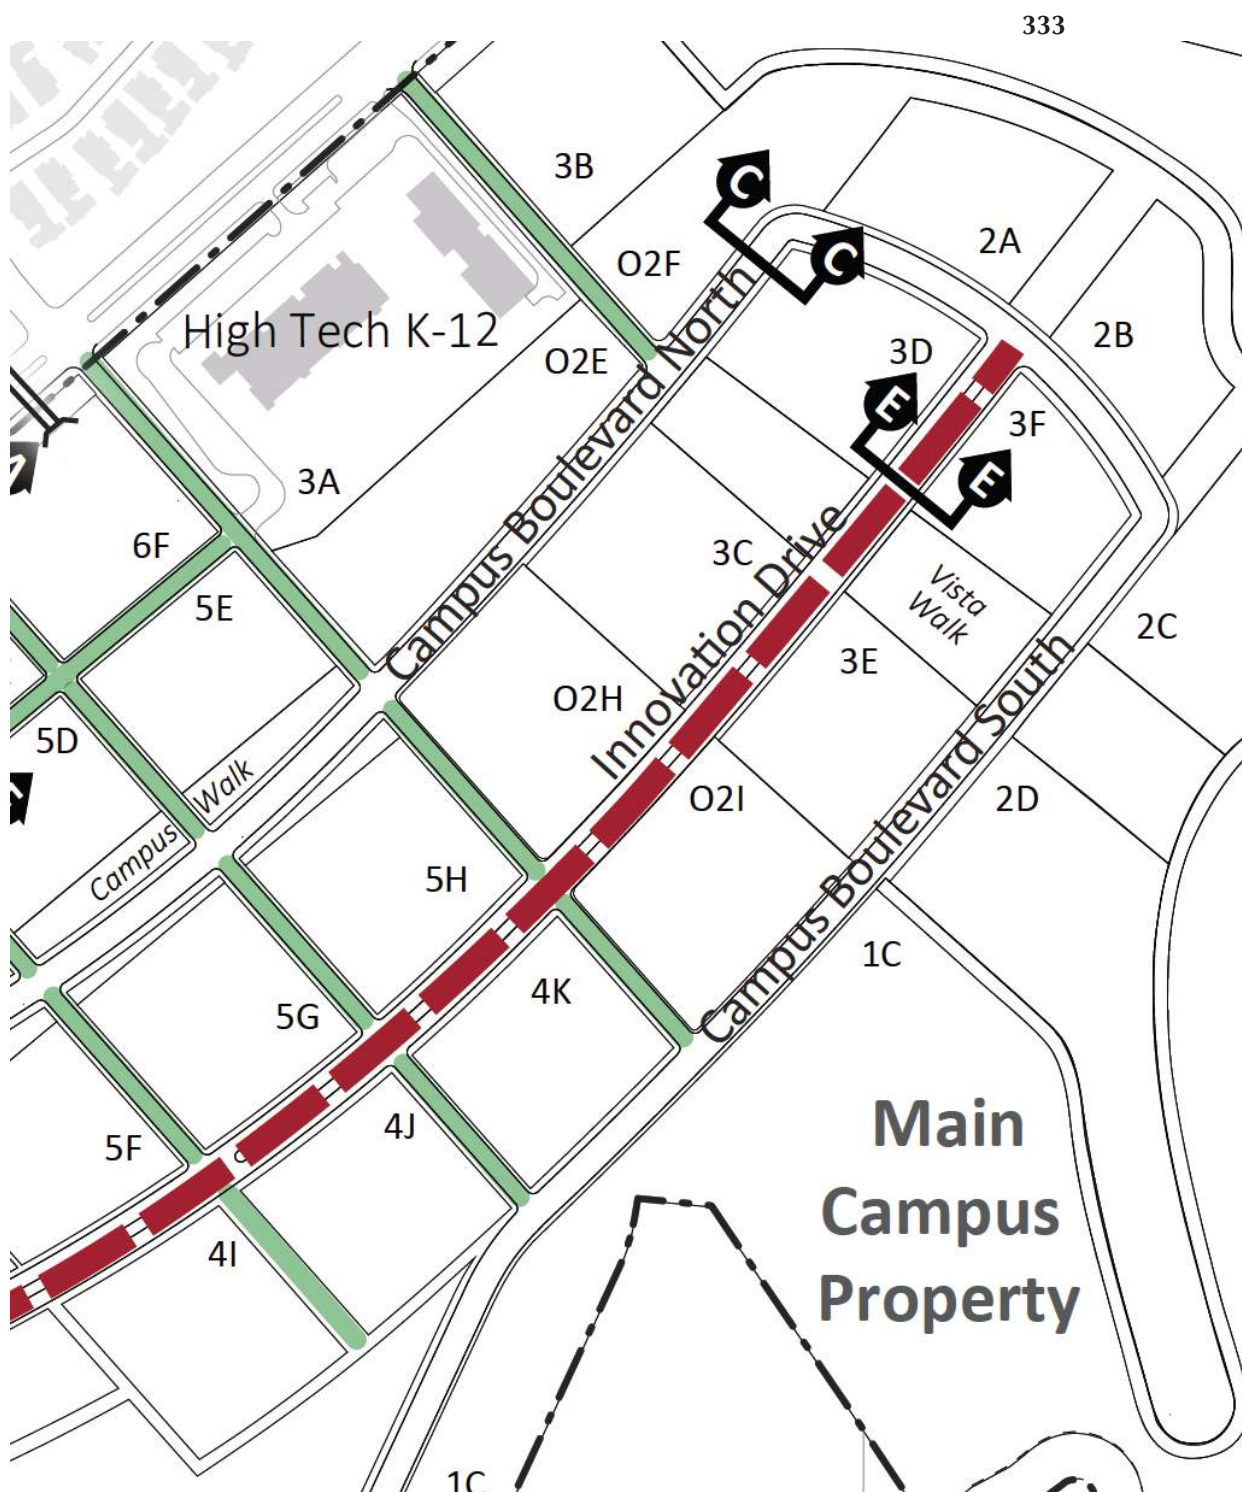 333
3B
C
O2F
C
2A
High Tech K-12
O2E
Campus Boulevard North
3D
2B
E
3F
3A
E
6F
3C
Innovation Drive
5E
Vista
Walk
2C
3E
O2H
5D
Walk
Campus
O2I
2D
Campus Boulevard South
5H
1C
4K
5G
Main
Campus
Property
4J
5F
4I
1C